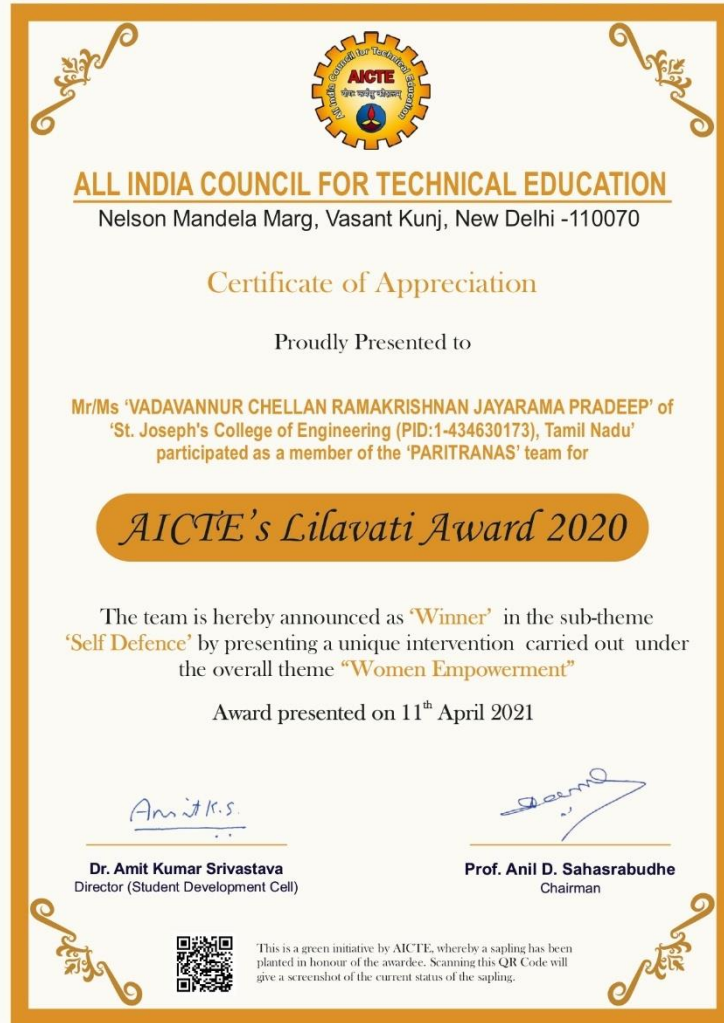 All India Council for Technical Education
AICTE
योगः कर्मसु कौशलम्
ALL INDIA COUNCIL FOR TECHNICAL EDUCATION
Nelson Mandela Marg, Vasant Kunj, New Delhi -110070
Certificate of Appreciation
Proudly Presented to
Mr/Ms ‘VADAVANNUR CHELLAN RAMAKRISHNAN JAYARAMA PRADEEP’ of
‘St. Joseph's College of Engineering (PID:1-434630173), Tamil Nadu’
participated as a member of the ‘PARITRANAS’ team for
AICTE’s Lilavati Award 2020
The team is hereby announced as ‘Winner’ in the sub-theme
‘Self Defence’ by presenting a unique intervention carried out under
the overall theme “Women Empowerment”
Award presented on 11th April 2021
Amit K.S.
Dr. Amit Kumar Srivastava
Director (Student Development Cell)
Prof. Anil D. Sahasrabudhe
Chairman
This is a green initiative by AICTE, whereby a sapling has been
planted in honour of the awardee. Scanning this QR Code will
give a screenshot of the current status of the sapling.